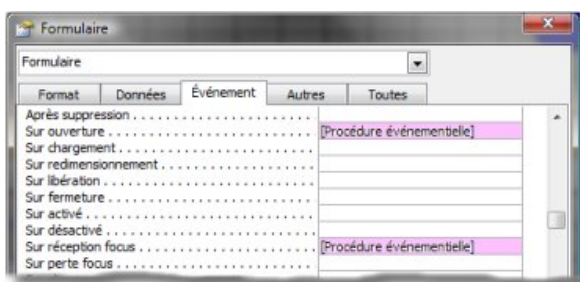 Formulaire
Formulaire
Format Données Événement Autres Toutes
Après suppression . . . . . . . . . . . . . . . . . . . . . .
Sur ouverture . . . . . . . . . . . . . . . . . . . . . . . . . [Procédure événementielle]
Sur chargement . . . . . . . . . . . . . . . . . . . . . . .
Sur redimensionnement . . . . . . . . . . . . . . . . .
Sur libération . . . . . . . . . . . . . . . . . . . . . . . . .
Sur fermeture . . . . . . . . . . . . . . . . . . . . . . . . .
Sur activé . . . . . . . . . . . . . . . . . . . . . . . . . . . .
Sur désactivé . . . . . . . . . . . . . . . . . . . . . . . . .
Sur réception focus . . . . . . . . . . . . . . . . . . . . [Procédure événementielle]
Sur perte focus . . . . . . . . . . . . . . . . . . . . . . .